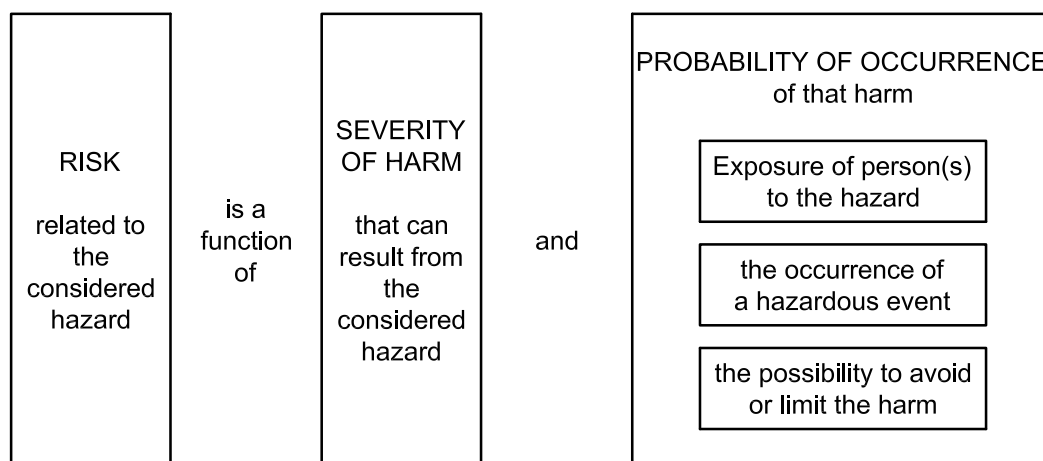 RISK
related to
the
considered
hazard
is a
function
of
SEVERITY
OF HARM
that can
result from
the
considered
hazard
and
PROBABILITY OF OCCURRENCE
of that harm
Exposure of person(s)
to the hazard
the occurrence of
a hazardous event
the possibility to avoid
or limit the harm